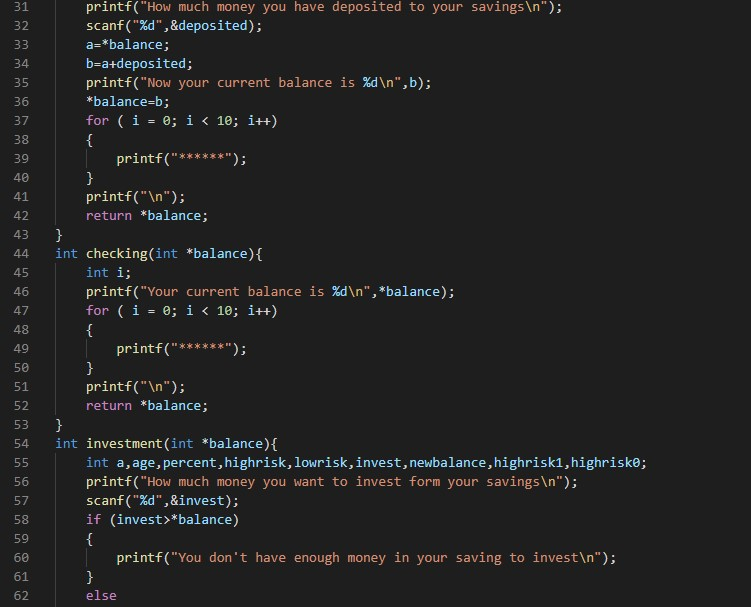 31 printf("How much money you have deposited to your savings\n");
32 scanf("%d",&deposited);
33 a=*balance;
34 b=a+deposited;
35 printf("Now your current balance is %d\n",b);
36 *balance=b;
37 for ( i = 0; i < 10; i++)
38 {
39 printf("******");
40 }
41 printf("\n");
42 return *balance;
43 }
44 int checking(int *balance){
45 int i;
46 printf("Your current balance is %d\n",*balance);
47 for ( i = 0; i < 10; i++)
48 {
49 printf("******");
50 }
51 printf("\n");
52 return *balance;
53 }
54 int investment(int *balance){
55 int a,age,percent,highrisk,lowrisk,invest,newbalance,highrisk1,highrisk0;
56 printf("How much money you want to invest form your savings\n");
57 scanf("%d",&invest);
58 if (invest>*balance)
59 {
60 printf("You don't have enough money in your saving to invest\n");
61 }
62 else